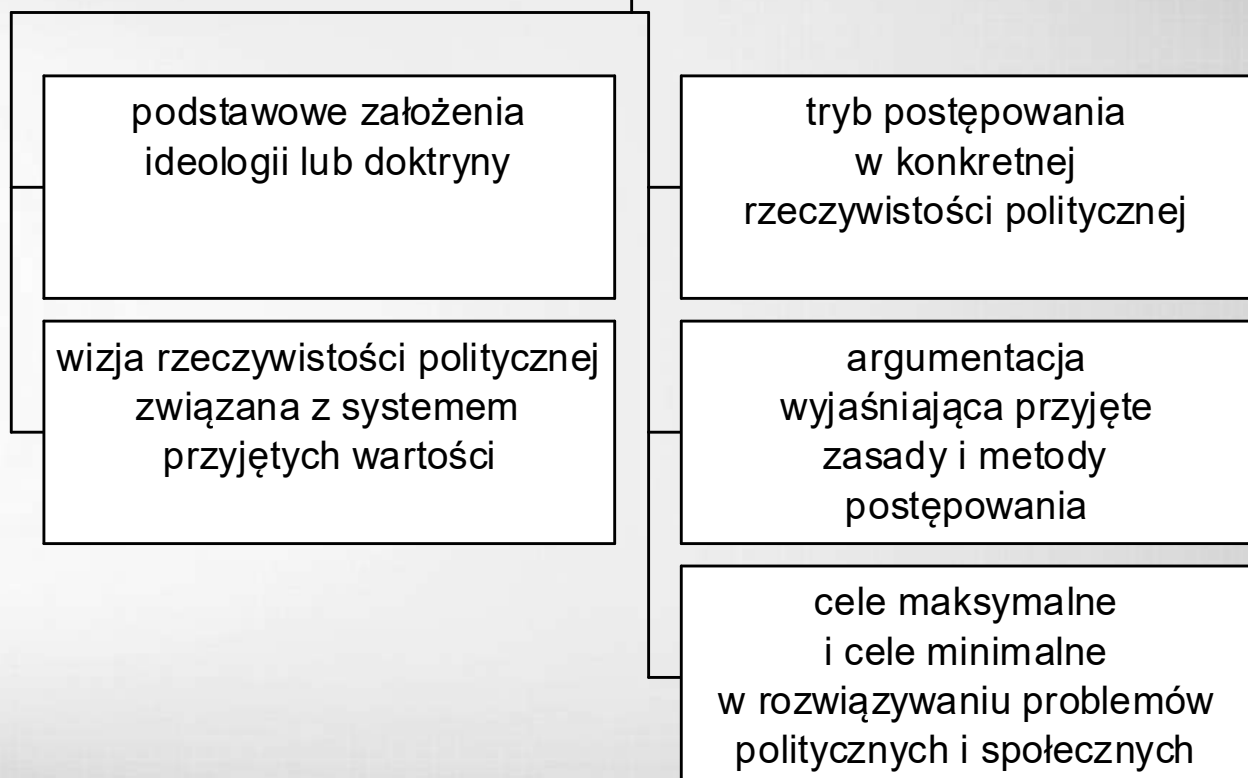 podstawowe założenia
ideologii lub doktryny
wizja rzeczywistości politycznej
związana z systemem
przyjętych wartości
tryb postępowania
w konkretnej
rzeczywistości politycznej
argumentacja
wyjaśniająca przyjęte
zasady i metody
postępowania
cele maksymalne
i cele minimalne
w rozwiązywaniu problemów
politycznych i społecznych